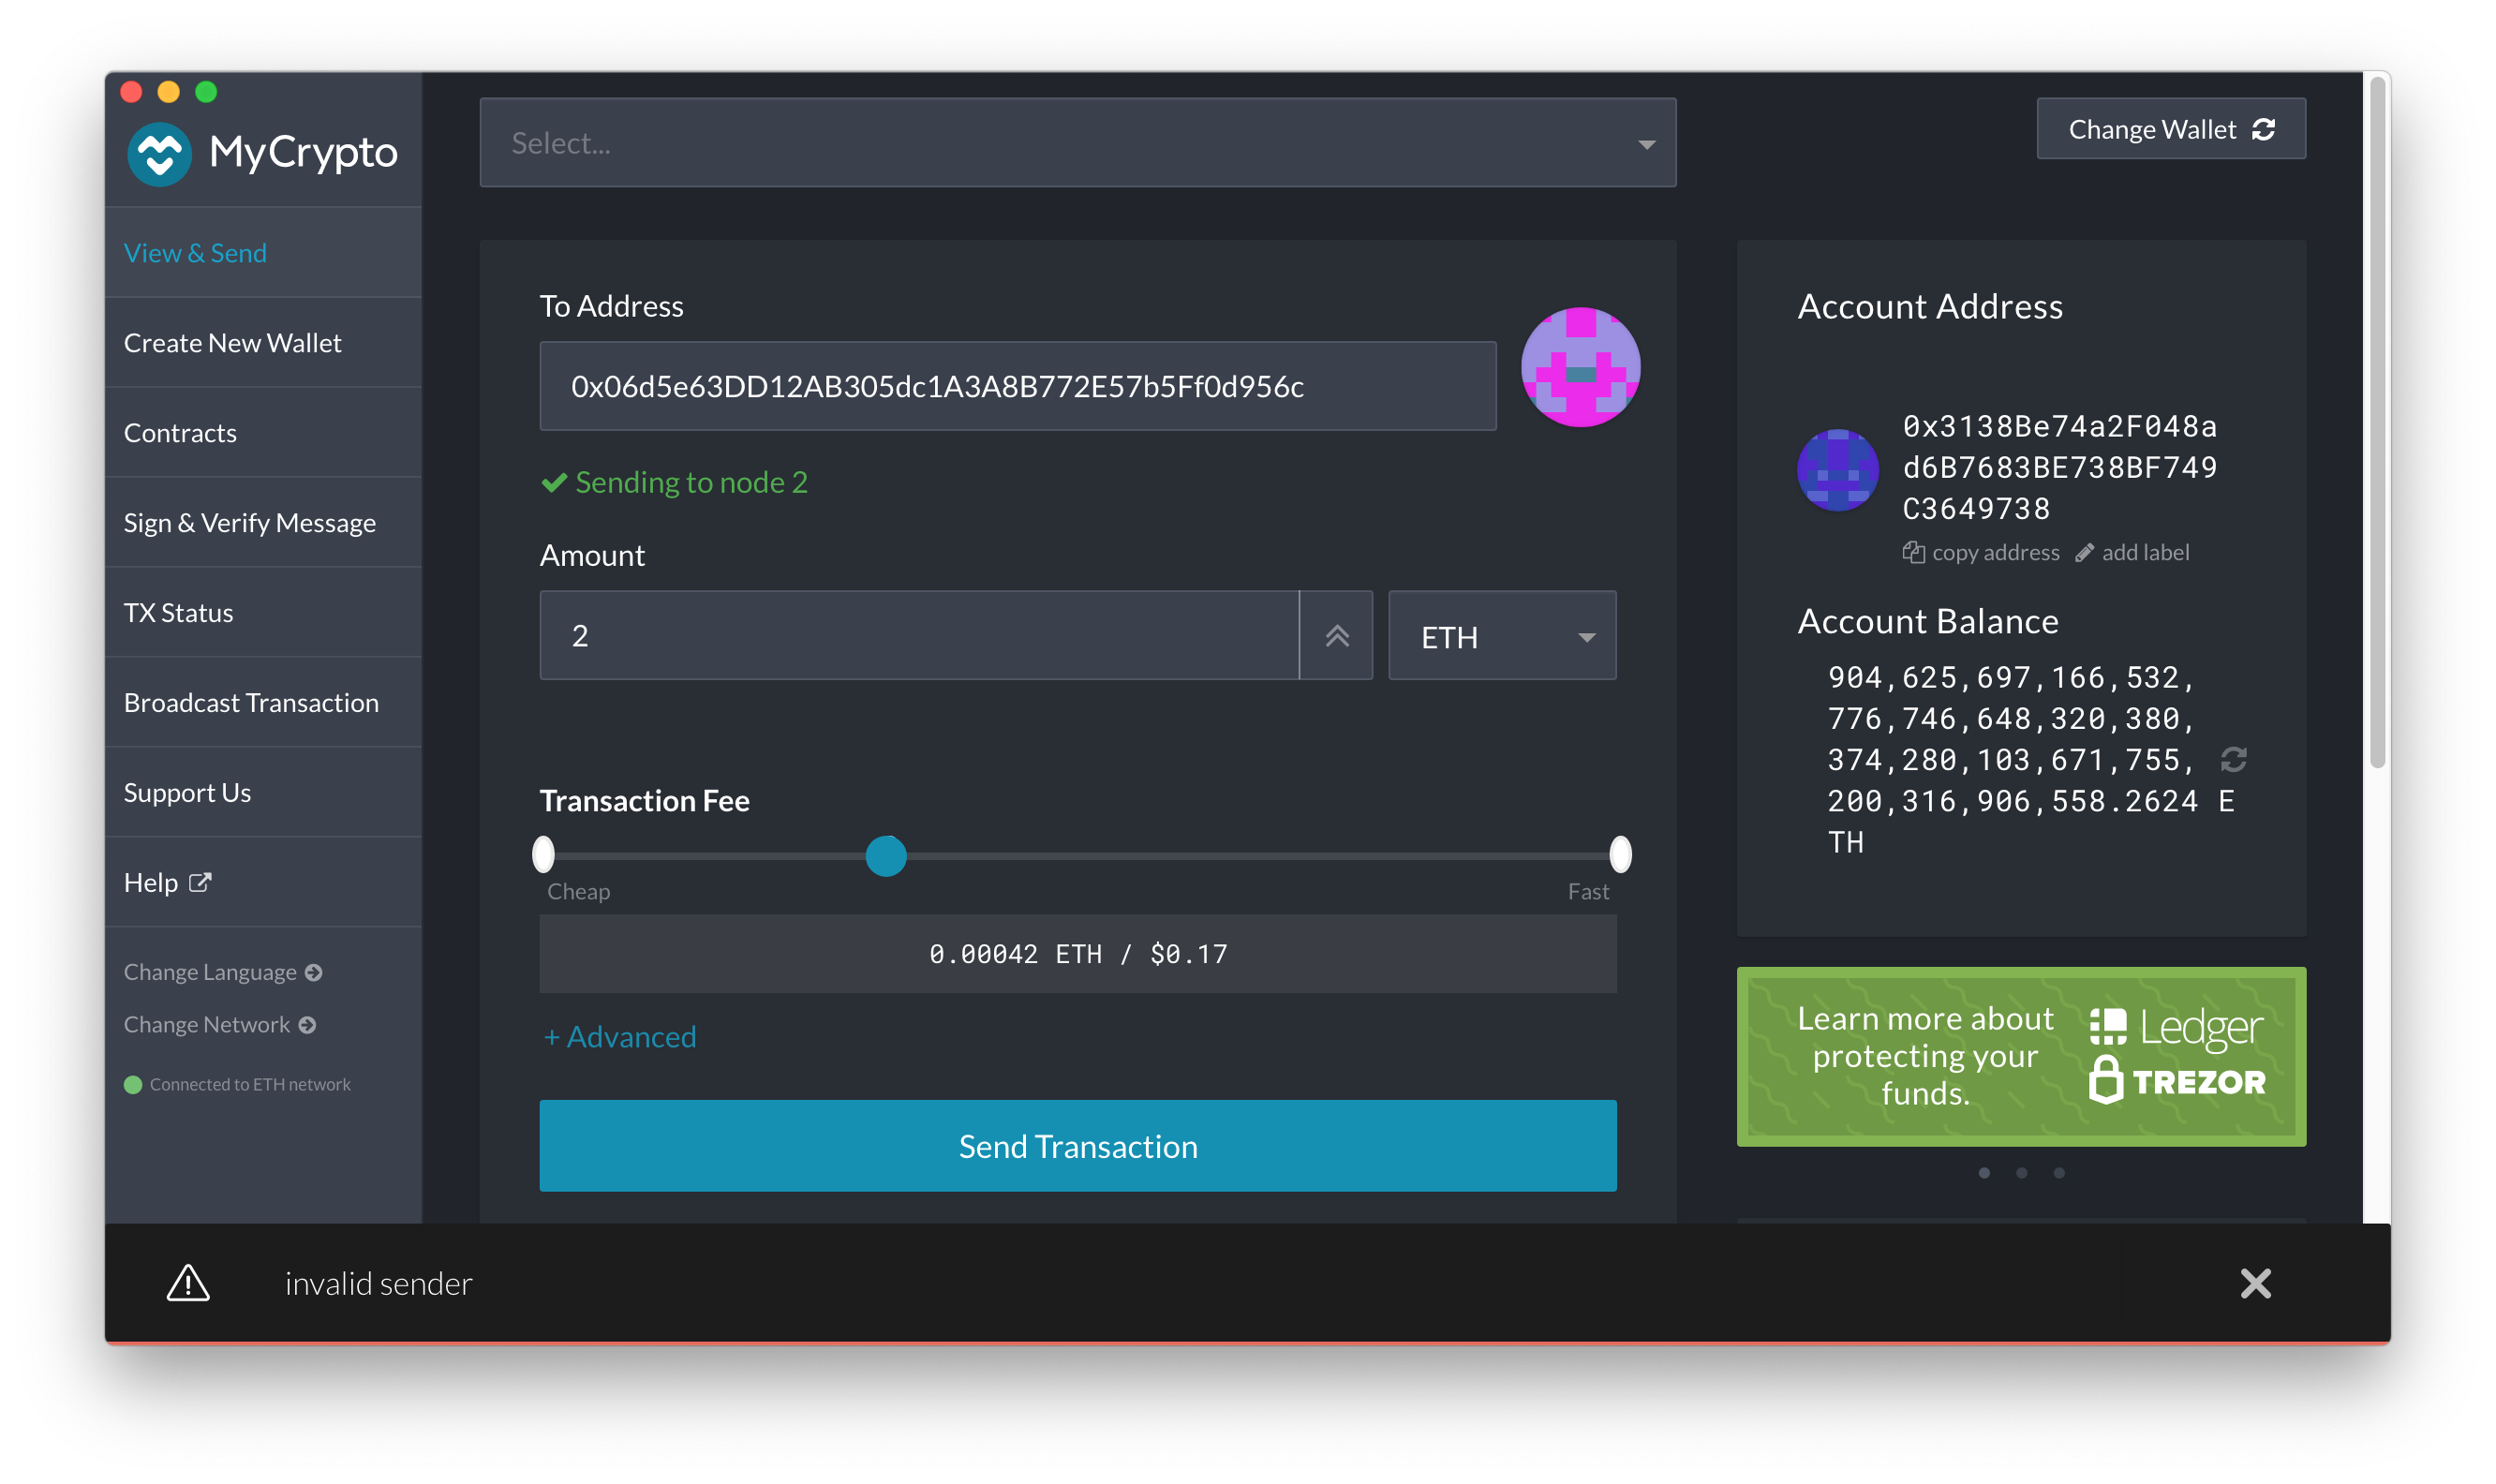 MyCrypto
View & Send
Create New Wallet
Contracts
Sign & Verify Message
TX Status
Broadcast Transaction
Support Us
Help
Change Language
Change Network
Connected to ETH network
Select...
Change Wallet
To Address
0x06d5e63DD12AB305dc1A3A8B772E57b5Ff0d956c
Sending to node 2
Amount
2
ETH
Transaction Fee
Cheap
Fast
0.00042 ETH / $0.17
+ Advanced
Send Transaction
Account Address
0x3138Be74a2F048a
d6B7683BE738BF749
C3649738
copy address
add label
Account Balance
904,625,697,166,532,
776,746,648,320,380,
374,280,103,671,755,
200,316,906,558.2624 E
TH
Learn more about
protecting your
funds.
Ledger
TREZOR
invalid sender